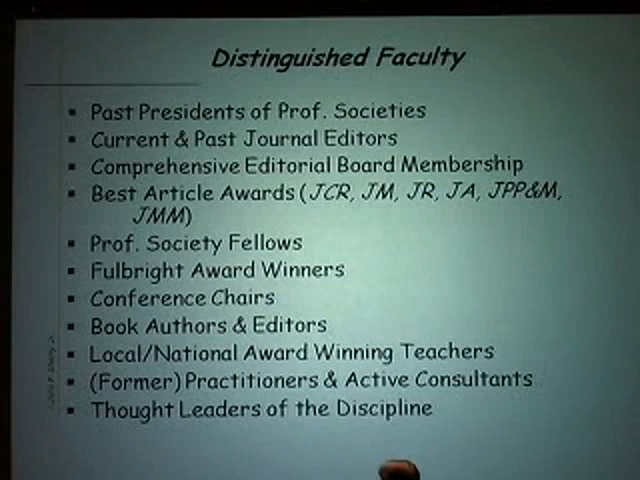 Distinguished Faculty
▪ Past Presidents of Prof. Societies
▪ Current & Past Journal Editors
▪ Comprehensive Editorial Board Membership
▪ Best Article Awards (JCR, JM, JR, JA, JPP&M,
JMM)
▪ Prof. Society Fellows
▪ Fulbright Award Winners
▪ Conference Chairs
▪ Book Authors & Editors
▪ Local/National Award Winning Teachers
▪ (Former) Practitioners & Active Consultants
▪ Thought Leaders of the Discipline